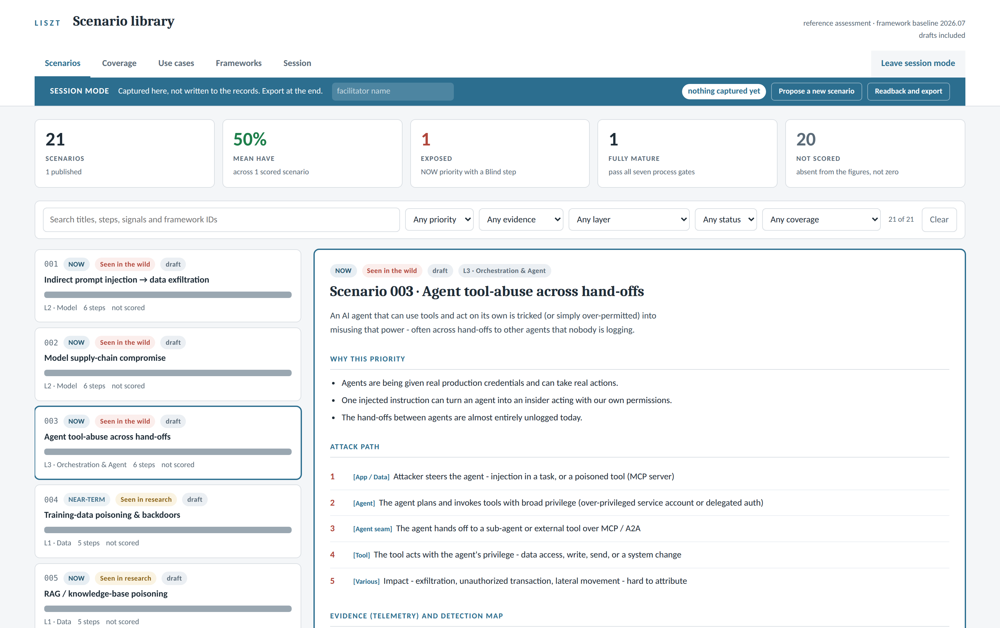 LISZT Scenario library
reference assessment · framework baseline 2026.07
drafts included
Scenarios Coverage Use cases Frameworks Session Leave session mode
SESSION MODE Captured here, not written to the records. Export at the end. facilitator name nothing captured yet Propose a new scenario Readback and export
21
SCENARIOS
1 published
50%
MEAN HAVE
across 1 scored scenario
1
EXPOSED
NOW priority with a Blind step
1
FULLY MATURE
pass all seven process gates
20
NOT SCORED
absent from the figures, not zero
Search titles, steps, signals and framework IDs Any priority Any evidence Any layer Any status Any coverage 21 of 21 Clear
001 NOW Seen in the wild draft
Indirect prompt injection → data exfiltration
L2 · Model 6 steps not scored
002 NOW Seen in the wild draft
Model supply-chain compromise
L2 · Model 6 steps not scored
003 NOW Seen in the wild draft
Agent tool-abuse across hand-offs
L3 · Orchestration & Agent 6 steps not scored
004 NEAR-TERM Seen in research draft
Training-data poisoning & backdoors
L1 · Data 5 steps not scored
005 NOW Seen in research draft
RAG / knowledge-base poisoning
L1 · Data 5 steps not scored
NOW Seen in the wild draft L3 · Orchestration & Agent
Scenario 003 · Agent tool-abuse across hand-offs
An AI agent that can use tools and act on its own is tricked (or simply over-permitted) into
misusing that power - often across hand-offs to other agents that nobody is logging.
WHY THIS PRIORITY
• Agents are being given real production credentials and can take real actions.
• One injected instruction can turn an agent into an insider acting with our own permissions.
• The hand-offs between agents are almost entirely unlogged today.
ATTACK PATH
1 [App / Data] Attacker steers the agent - injection in a task, or a poisoned tool (MCP server)
2 [Agent] The agent plans and invokes tools with broad privilege (over-privileged service account or delegated auth)
3 [Agent seam] The agent hands off to a sub-agent or external tool over MCP / A2A
4 [Tool] The tool acts with the agent's privilege - data access, write, send, or a system change
5 [Various] Impact - exfiltration, unauthorized transaction, lateral movement - hard to attribute
EVIDENCE (TELEMETRY) AND DETECTION MAP